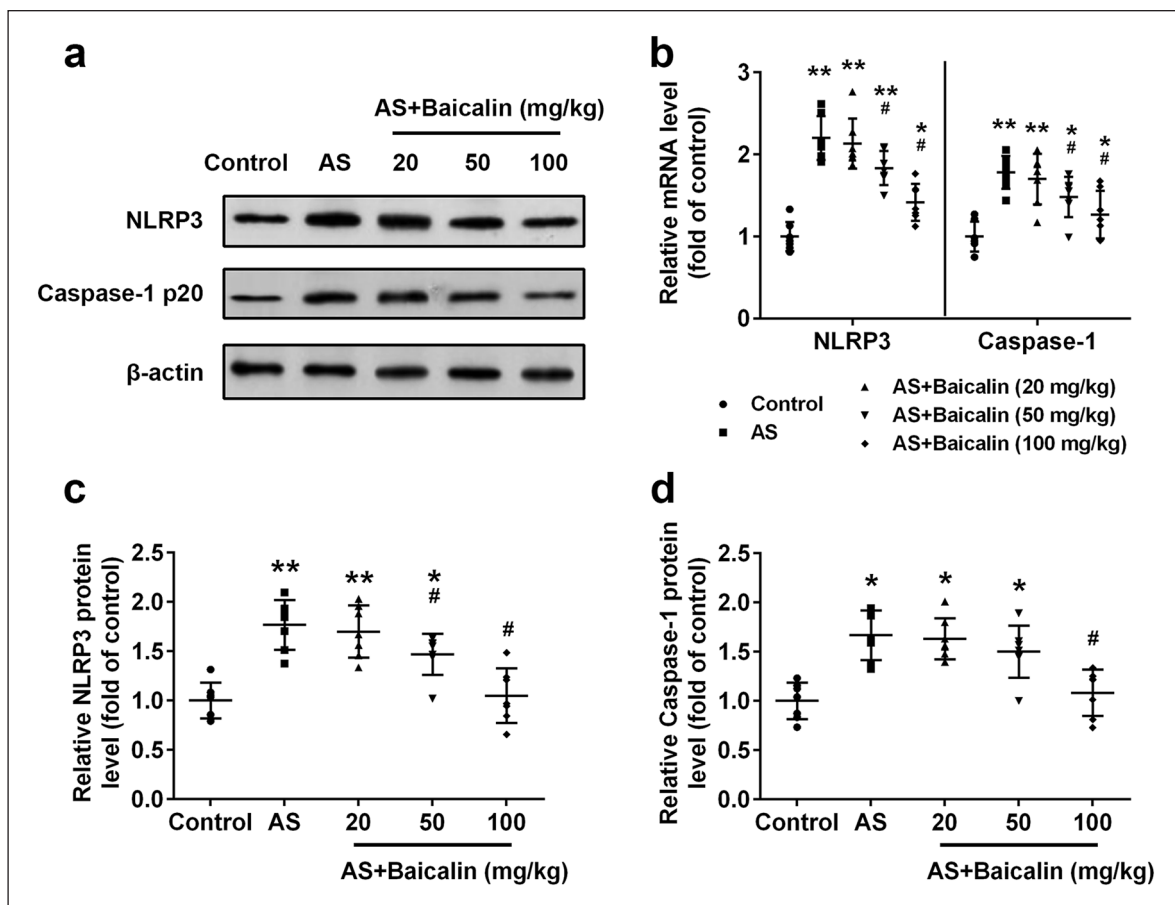 a
AS+Baicalin (mg/kg)
Control AS 20 50 100
NLRP3
Caspase-1 p20
β-actin
b
Relative mRNA level
(fold of control)
3
2
1
0
** ** ** # * #
** ** * # * #
NLRP3 Caspase-1
● Control
■ AS
▲ AS+Baicalin (20 mg/kg)
▼ AS+Baicalin (50 mg/kg)
◆ AS+Baicalin (100 mg/kg)
c
Relative NLRP3 protein
level (fold of control)
2.5
2.0
1.5
1.0
0.5
0.0
** ** * # #
Control AS 20 50 100
AS+Baicalin (mg/kg)
d
Relative Caspase-1 protein
level (fold of control)
2.5
2.0
1.5
1.0
0.5
0.0
* * * #
Control AS 20 50 100
AS+Baicalin (mg/kg)